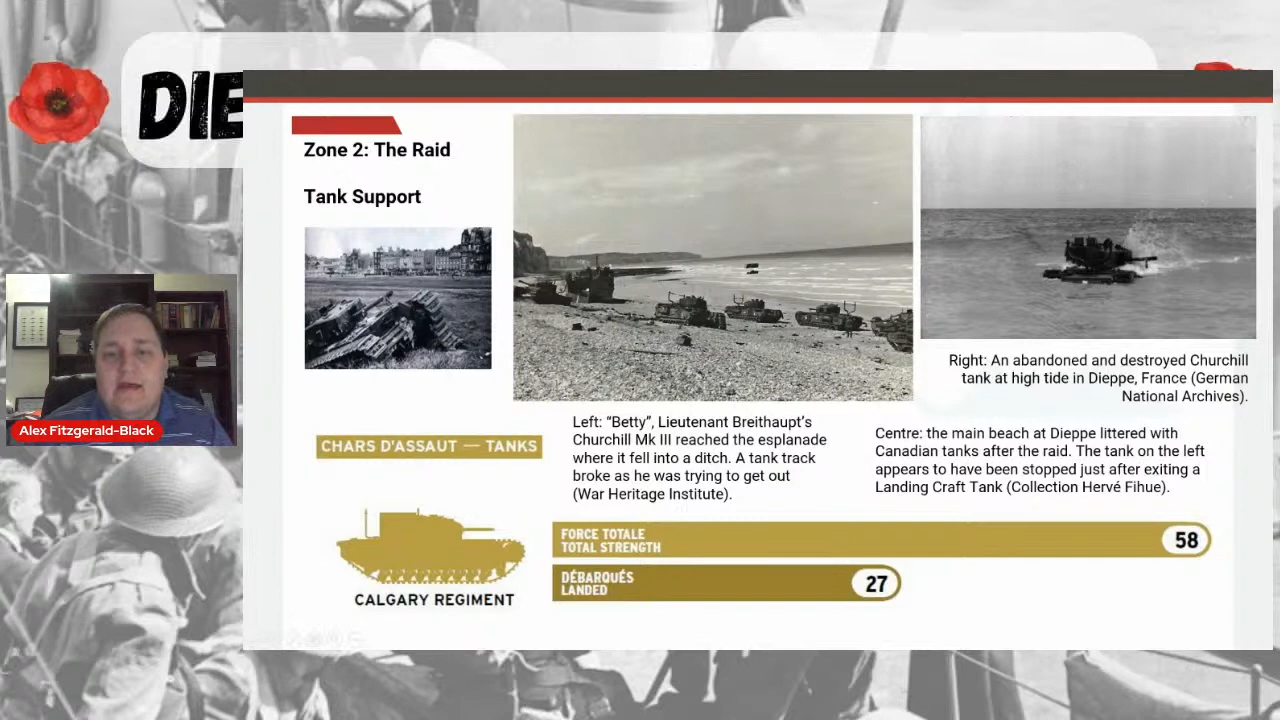 DIE
Zone 2: The Raid
Tank Support
Alex Fitzgerald-Black
Right: An abandoned and destroyed Churchill
tank at high tide in Dieppe, France (German
National Archives).
Left: “Betty”, Lieutenant Breithaupt’s
Churchill Mk III reached the esplanade
where it fell into a ditch. A tank track
broke as he was trying to get out
(War Heritage Institute).
Centre: the main beach at Dieppe littered with
Canadian tanks after the raid. The tank on the left
appears to have been stopped just after exiting a
Landing Craft Tank (Collection Hervé Fihue).
CHARS D'ASSAUT — TANKS
CALGARY REGIMENT
FORCE TOTALE
TOTAL STRENGTH
58
DÉBARQUÉS
LANDED
27